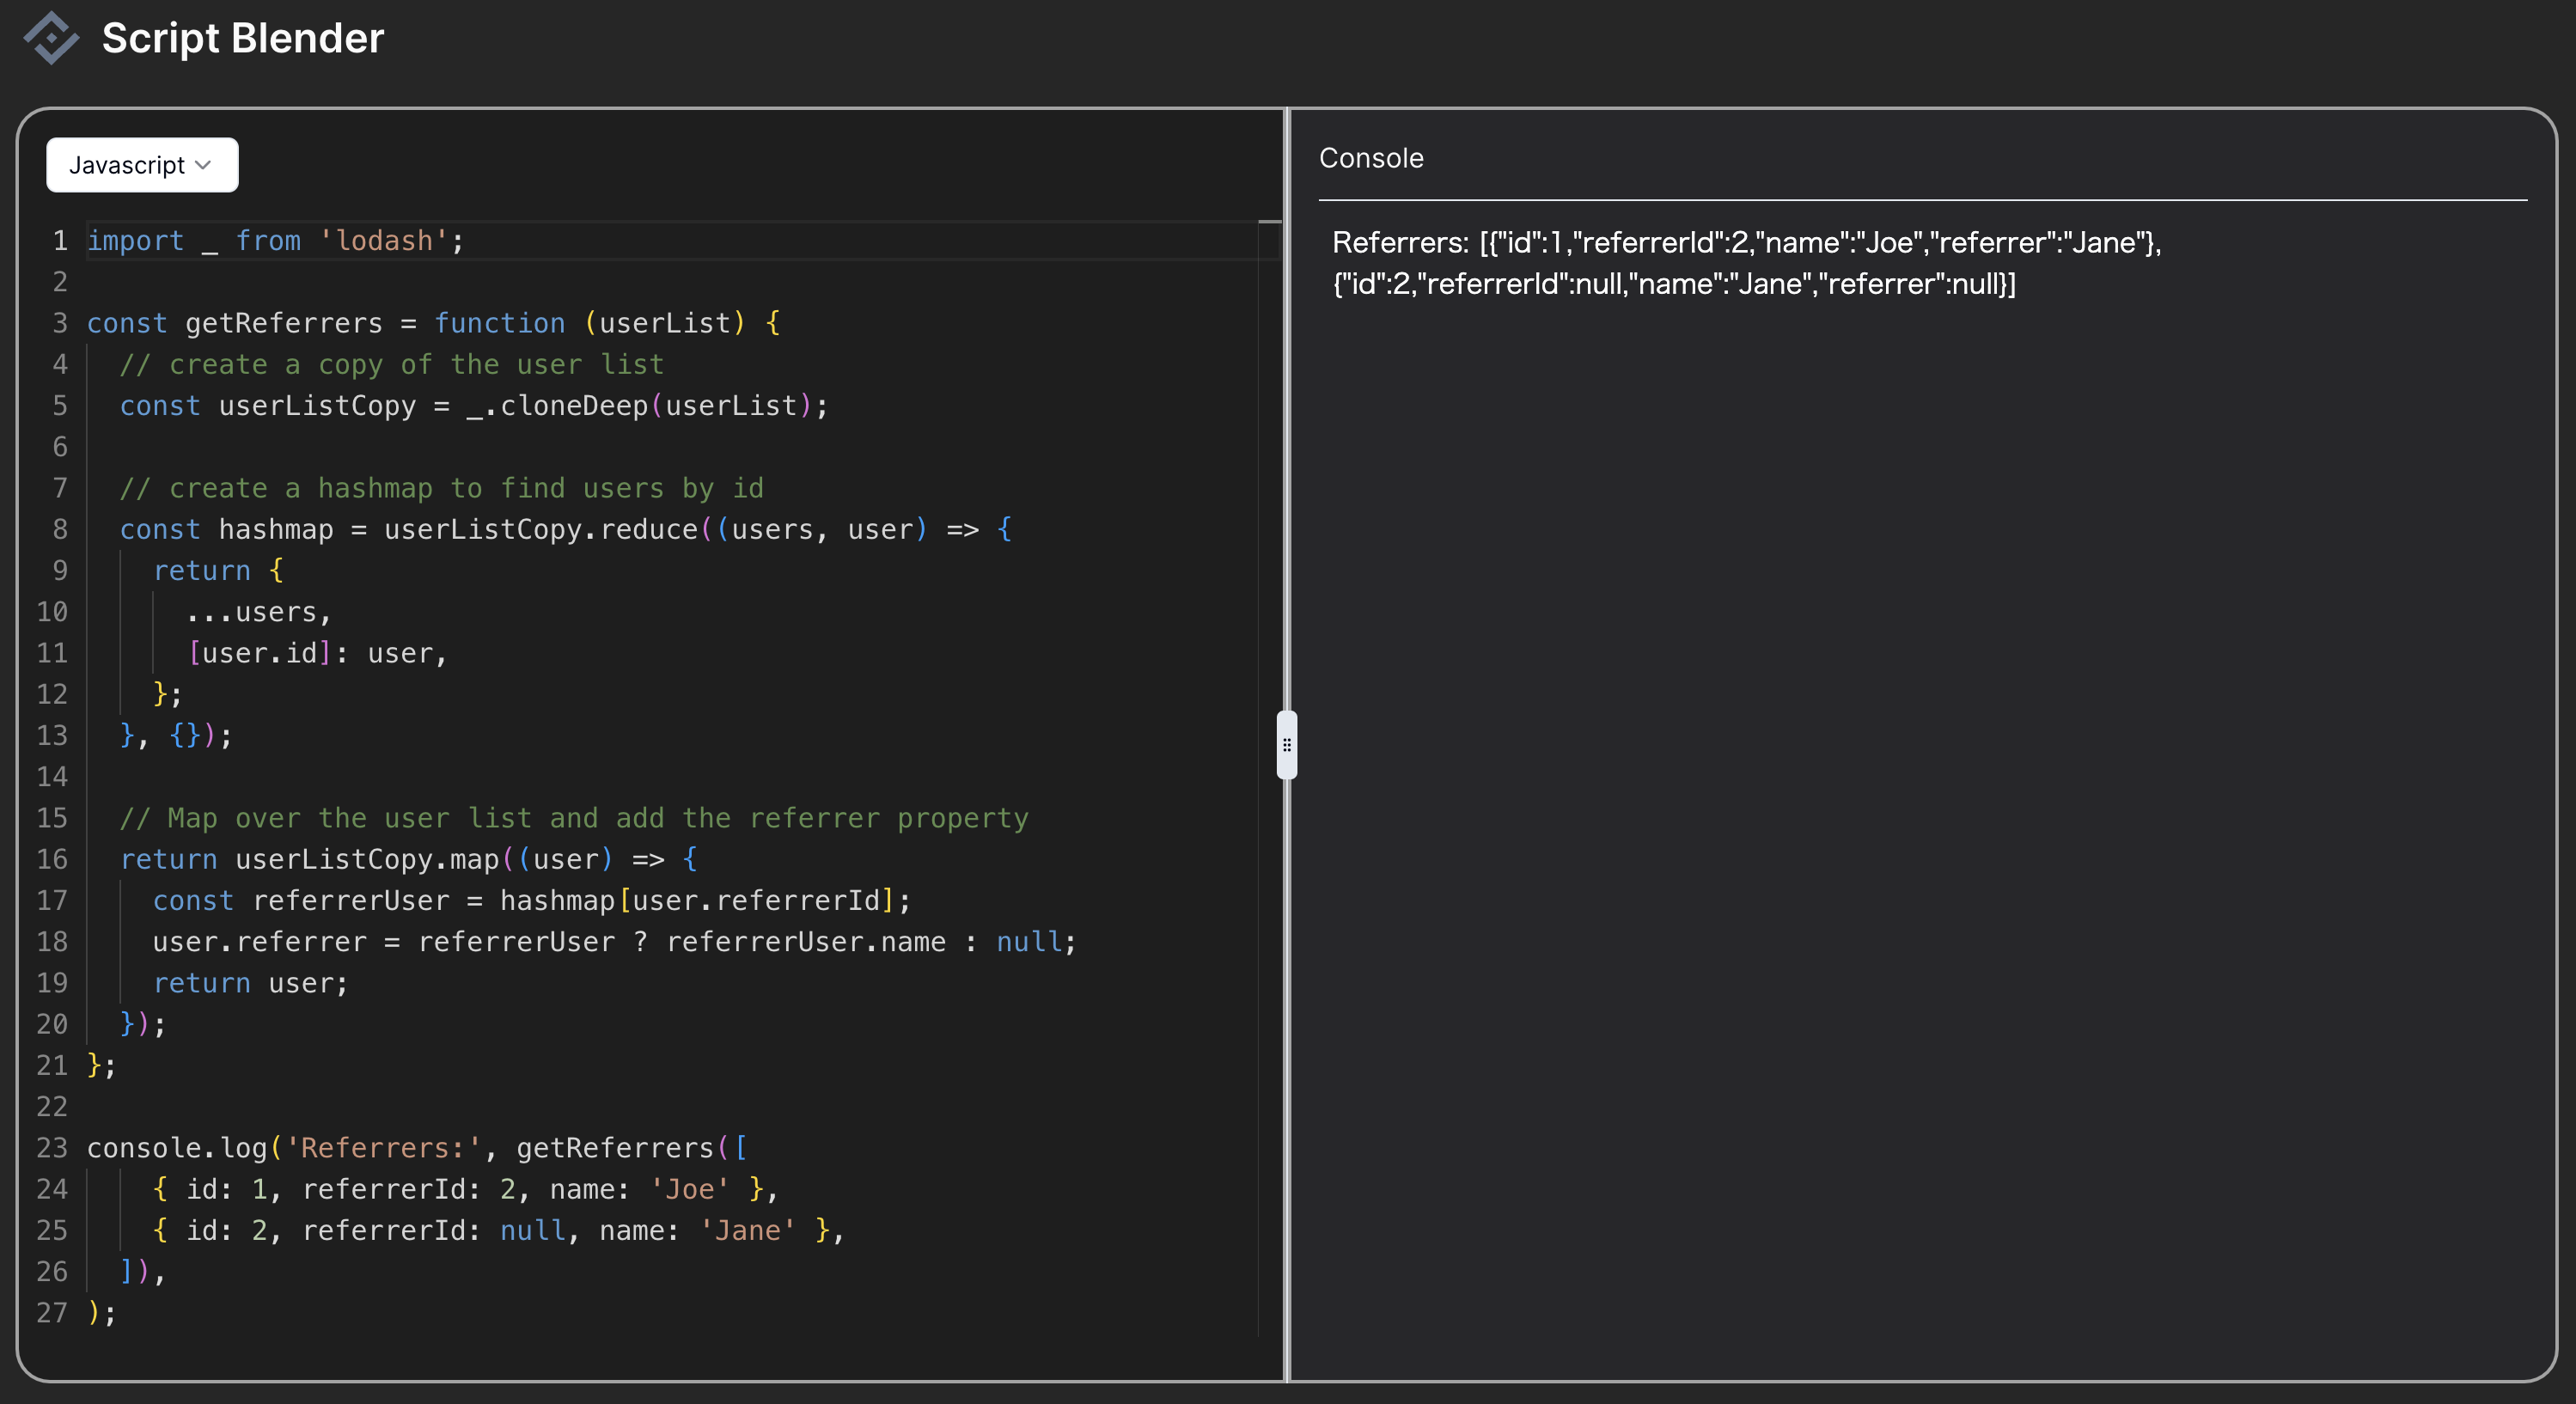 Script Blender
Javascript
1 import _ from 'lodash';
2
3 const getReferrers = function (userList) {
4   // create a copy of the user list
5   const userListCopy = _.cloneDeep(userList);
6
7   // create a hashmap to find users by id
8   const hashmap = userListCopy.reduce((users, user) => {
9     return {
10       ...users,
11       [user.id]: user,
12     };
13   }, {});
14
15   // Map over the user list and add the referrer property
16   return userListCopy.map((user) => {
17     const referrerUser = hashmap[user.referrerId];
18     user.referrer = referrerUser ? referrerUser.name : null;
19     return user;
20   });
21 };
22
23 console.log('Referrers:', getReferrers([
24     { id: 1, referrerId: 2, name: 'Joe' },
25     { id: 2, referrerId: null, name: 'Jane' },
26   ]),
27 );
Console
Referrers: [{"id":1,"referrerId":2,"name":"Joe","referrer":"Jane"},
{"id":2,"referrerId":null,"name":"Jane","referrer":null}]